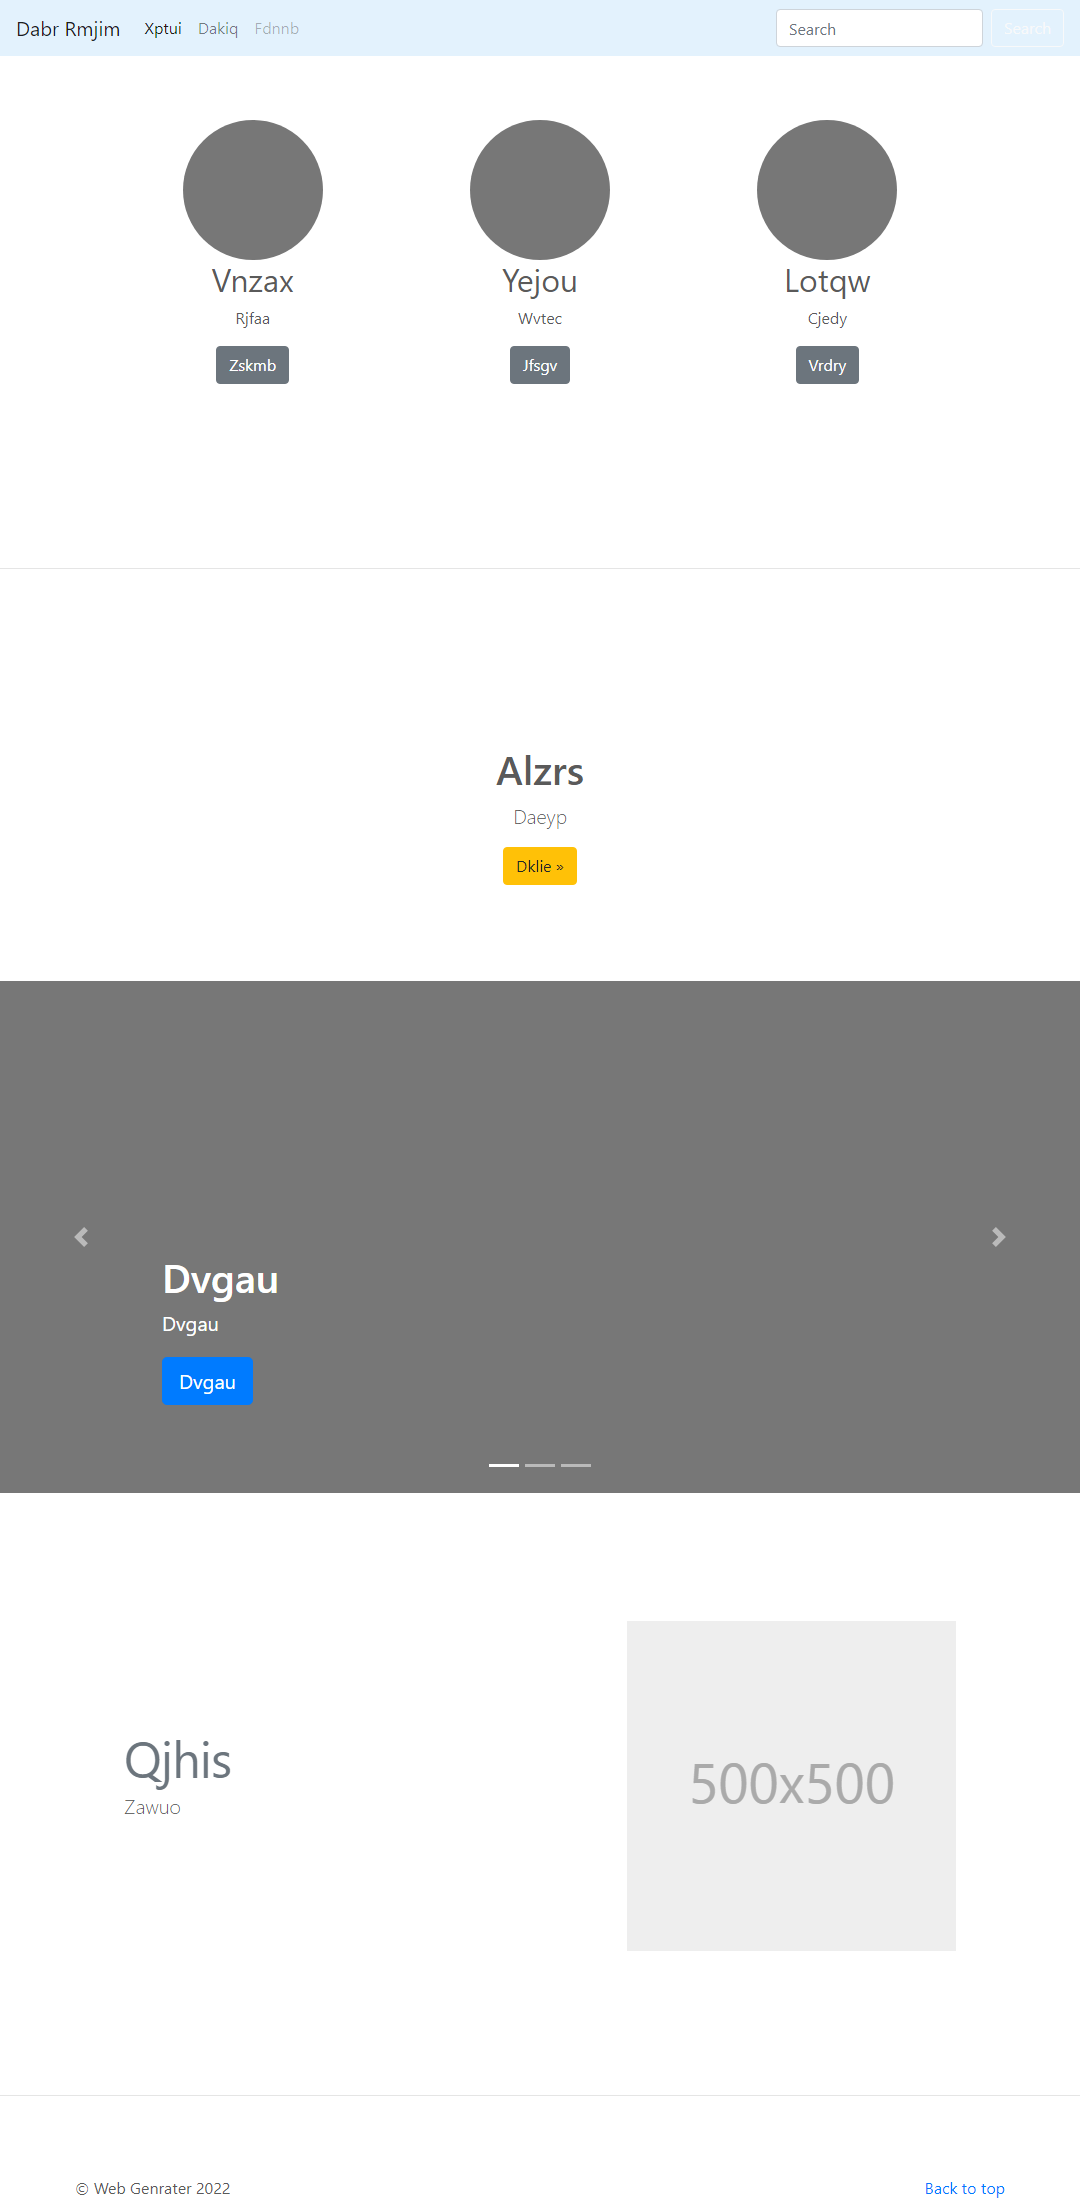 Dabr Rmjim Xptui Dakiq Fdnnb Search Search
Vnzax Yejou Lotqw
Rjfaa Wvtec Cjedy
Zskmb Jfsgv Vrdry
Alzrs
Daeyp
Dklie »
Dvgau
Dvgau
Dvgau
Qjhis
Zawuo
500x500
© Web Genrater 2022 Back to top